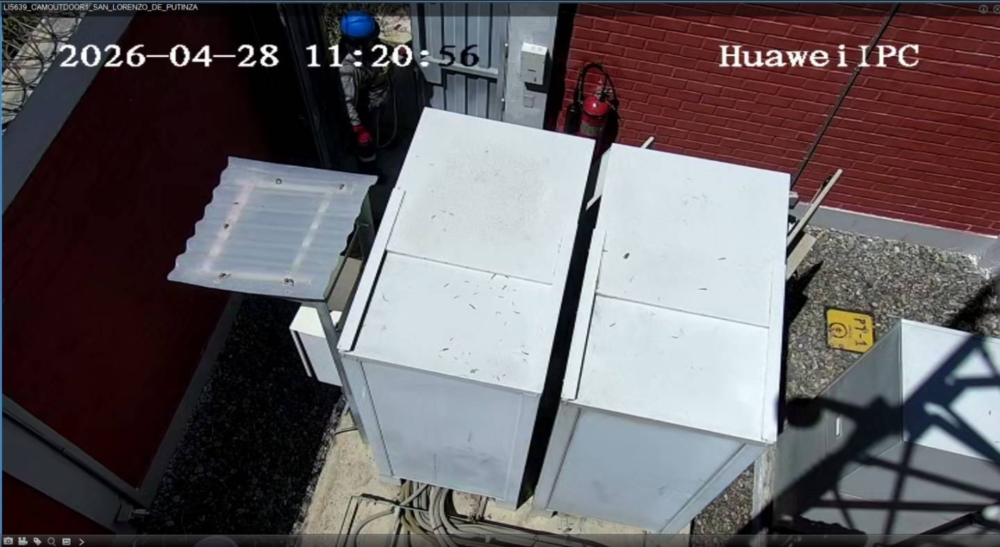 LI5639_CAMOUTDOOR1_SAN_LORENZO_DE_PUTINZA
2026-04-28 11:20:56
HuaweiIPC
PT-1